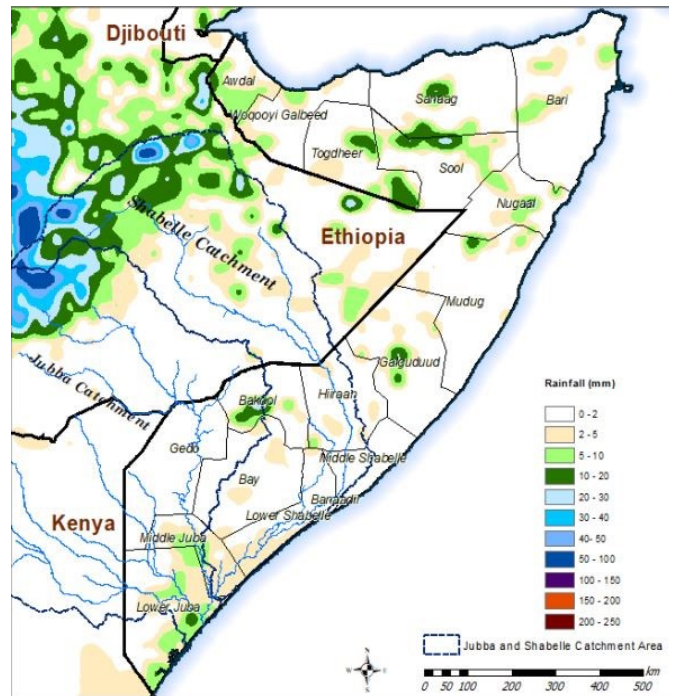 Djibouti
Awdal
Woqooyi Galbeed
Sanaag
Bari
Togdheer
Sool
Nugaal
Shabelle Catchment
Ethiopia
Mudug
Galguduud
Jubba Catchment
Bakool
Hiiraan
Gedo
Bay
Middle Shabelle
Banaadir
Lower Shabelle
Kenya
Middle Juba
Lower Juba
Rainfall (mm)
0 - 2
2 - 5
5 - 10
10 - 20
20 - 30
30 - 40
40- 50
50 - 100
100 - 150
150 - 200
200 - 250
Jubba and Shabelle Catchment Area
N
W E
S
km
0 50 100 200 300 400 500